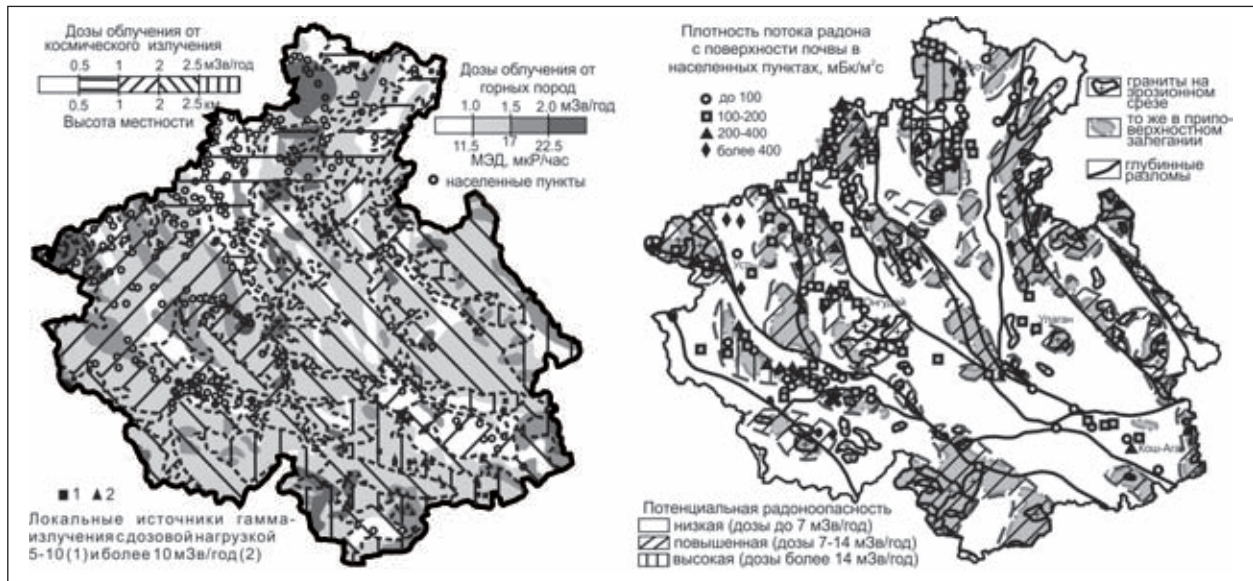 Дозы облучения от
космического излучения
0.5 1 2 2.5 мЗв/год
0.5 1 2 2.5 км
Высота местности
Дозы облучения от
горных пород
1.0 1,5 2.0 мЗв/год
11.5 17 22.5
МЭД, мкР/час
населенные пункты
1 2
Локальные источники гамма-
излучения с дозовой нагрузкой
5-10 (1) и более 10 мЗв/год (2)
Плотность потока радона
с поверхности почвы в
населенных пунктах, мБк/м²с
до 100
100-200
200-400
более 400
граниты на
эрозионном
срезе
то же в припо-
верхностном
залегании
глубинные
разломы
Улаган
Кош-Агач
Потенциальная радоноопасность
низкая (дозы до 7 мЗв/год)
повышенная (дозы 7-14 мЗв/год)
высокая (дозы более 14 мЗв/год)